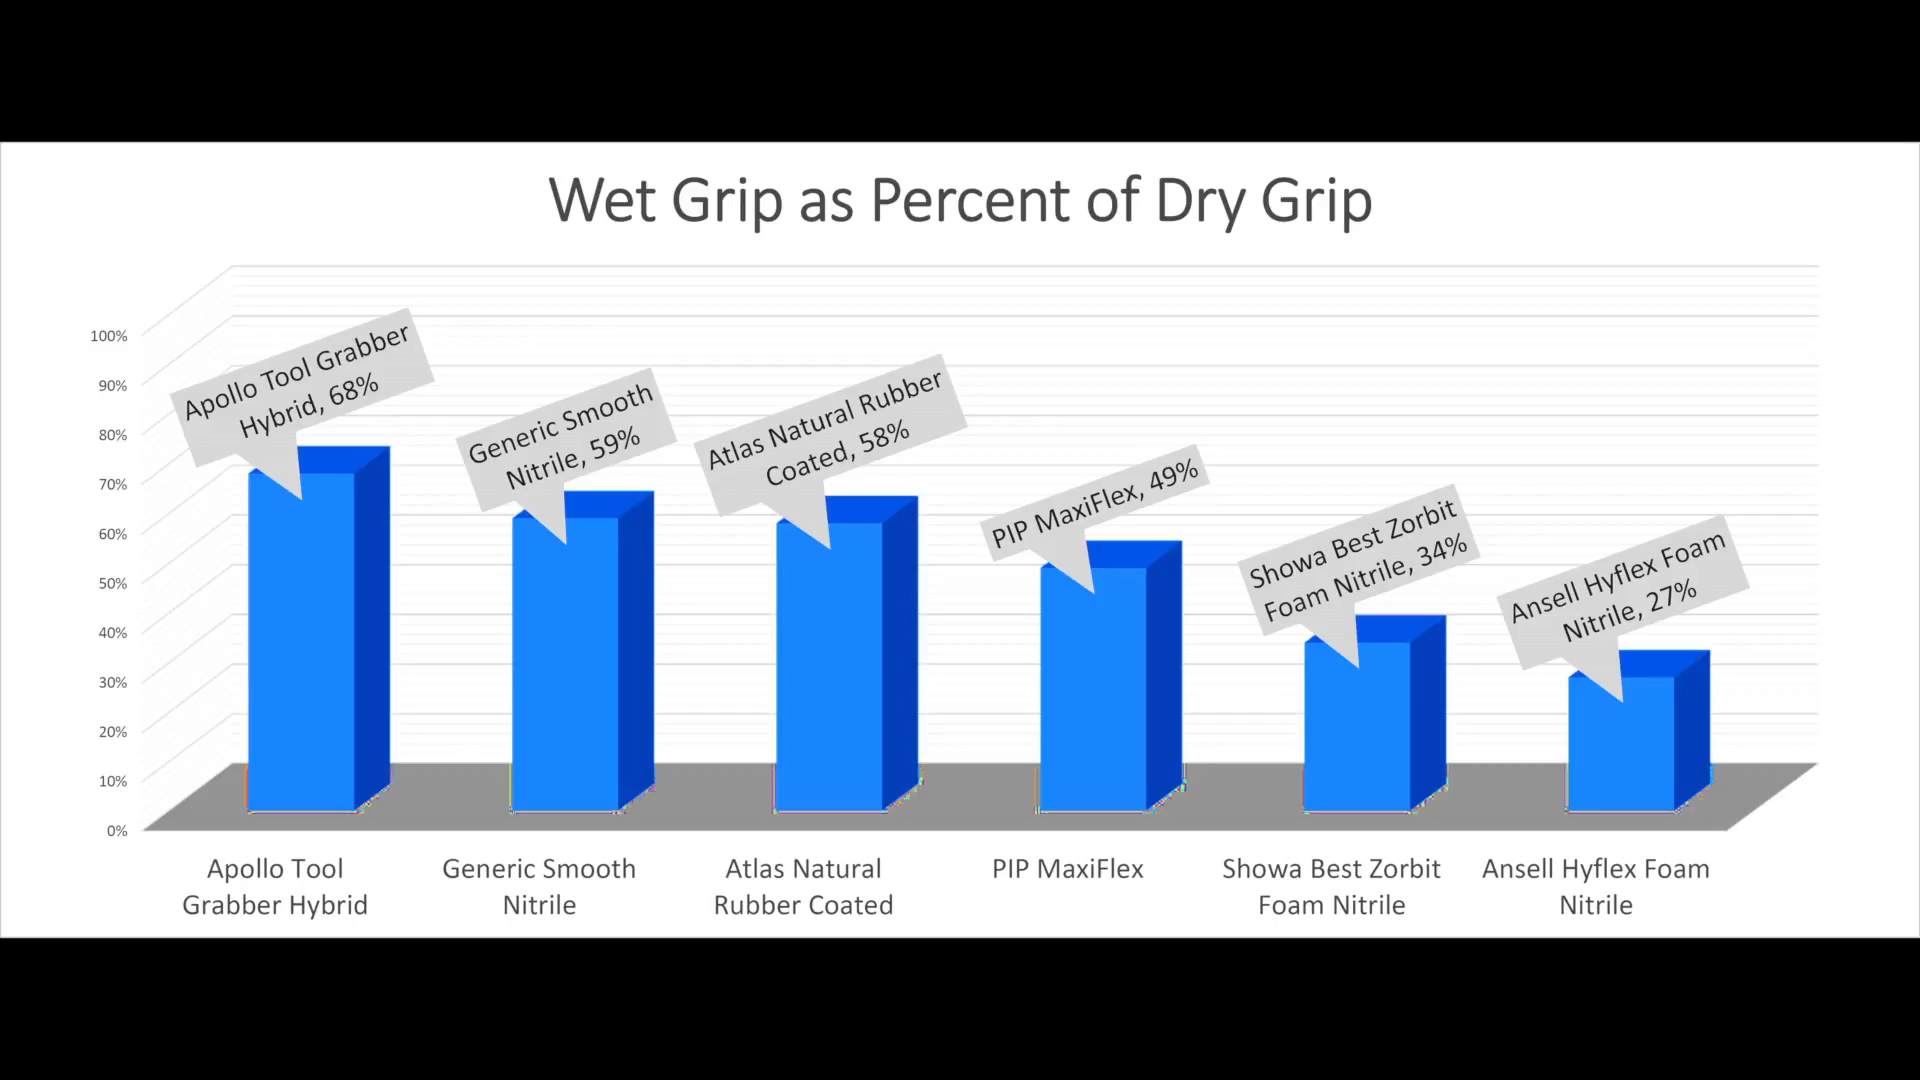 Wet Grip as Percent of Dry Grip
100%
90%
80%
70%
60%
50%
40%
30%
20%
10%
0%
Apollo Tool Grabber
Hybrid, 68%
Generic Smooth
Nitrile, 59%
Atlas Natural Rubber
Coated, 58%
PIP MaxiFlex, 49%
Showa Best Zorbit
Foam Nitrile, 34%
Ansell Hyflex Foam
Nitrile, 27%
Apollo Tool
Grabber Hybrid
Generic Smooth
Nitrile
Atlas Natural
Rubber Coated
PIP MaxiFlex
Showa Best Zorbit
Foam Nitrile
Ansell Hyflex Foam
Nitrile